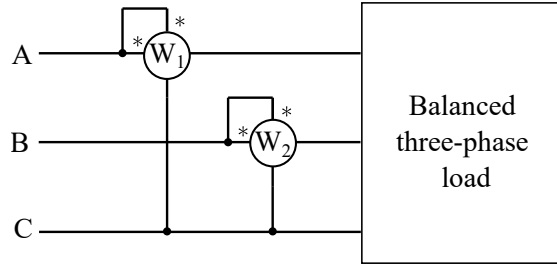 *
A * W₁
*
B * W₂
Balanced
three-phase
load
C